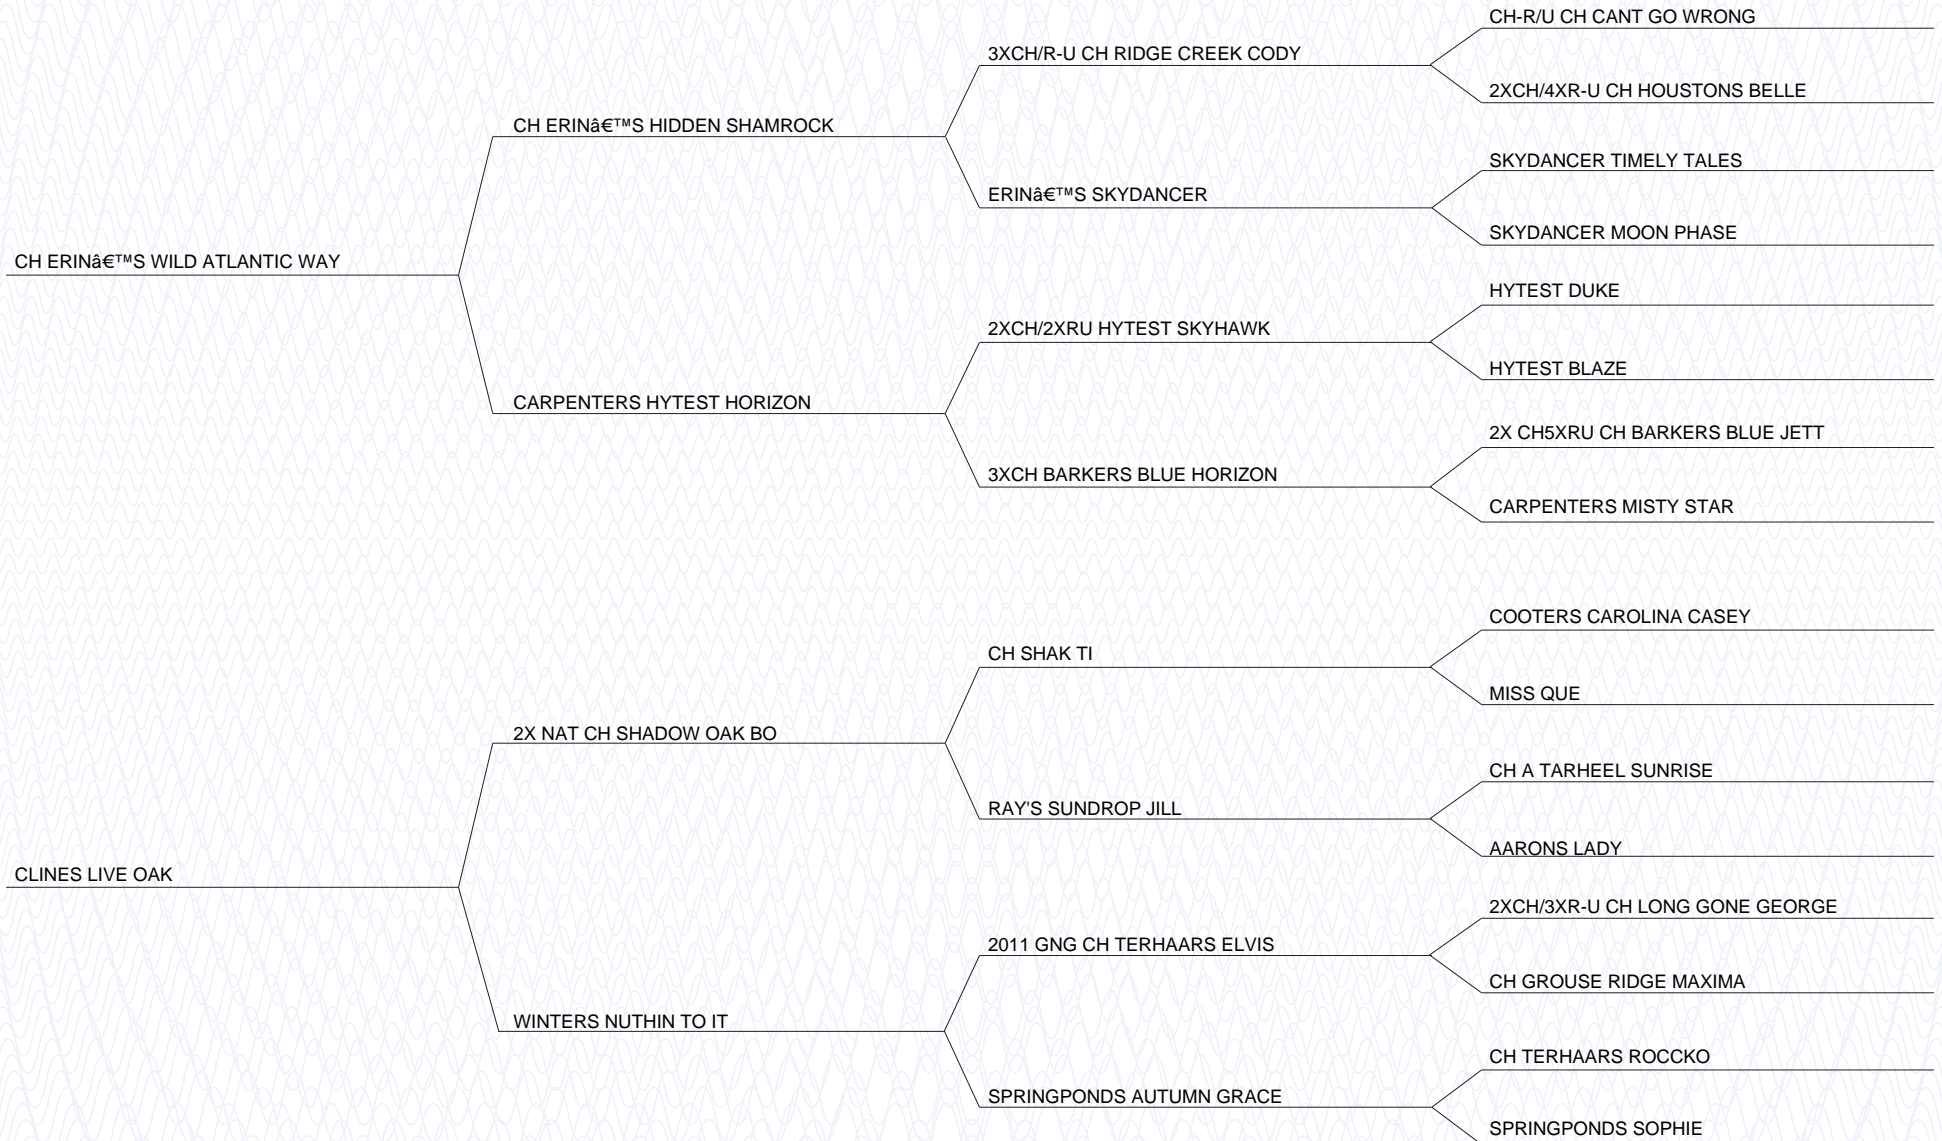 CH-R/U CH CANT GO WRONG
3XCH/R-U CH RIDGE CREEK CODY
2XCH/4XR-U CH HOUSTONS BELLE
CH ERINâ€™S HIDDEN SHAMROCK
SKYDANCER TIMELY TALES
ERINâ€™S SKYDANCER
SKYDANCER MOON PHASE
CH ERINâ€™S WILD ATLANTIC WAY
HYTEST DUKE
2XCH/2XRU HYTEST SKYHAWK
HYTEST BLAZE
CARPENTERS HYTEST HORIZON
2X CH5XRU CH BARKERS BLUE JETT
3XCH BARKERS BLUE HORIZON
CARPENTERS MISTY STAR
COOTERS CAROLINA CASEY
CH SHAK TI
MISS QUE
2X NAT CH SHADOW OAK BO
CH A TARHEEL SUNRISE
RAY'S SUNDROP JILL
AARONS LADY
CLINES LIVE OAK
2XCH/3XR-U CH LONG GONE GEORGE
2011 GNG CH TERHAARS ELVIS
CH GROUSE RIDGE MAXIMA
WINTERS NUTHIN TO IT
CH TERHAARS ROCCKO
SPRINGPONDS AUTUMN GRACE
SPRINGPONDS SOPHIE